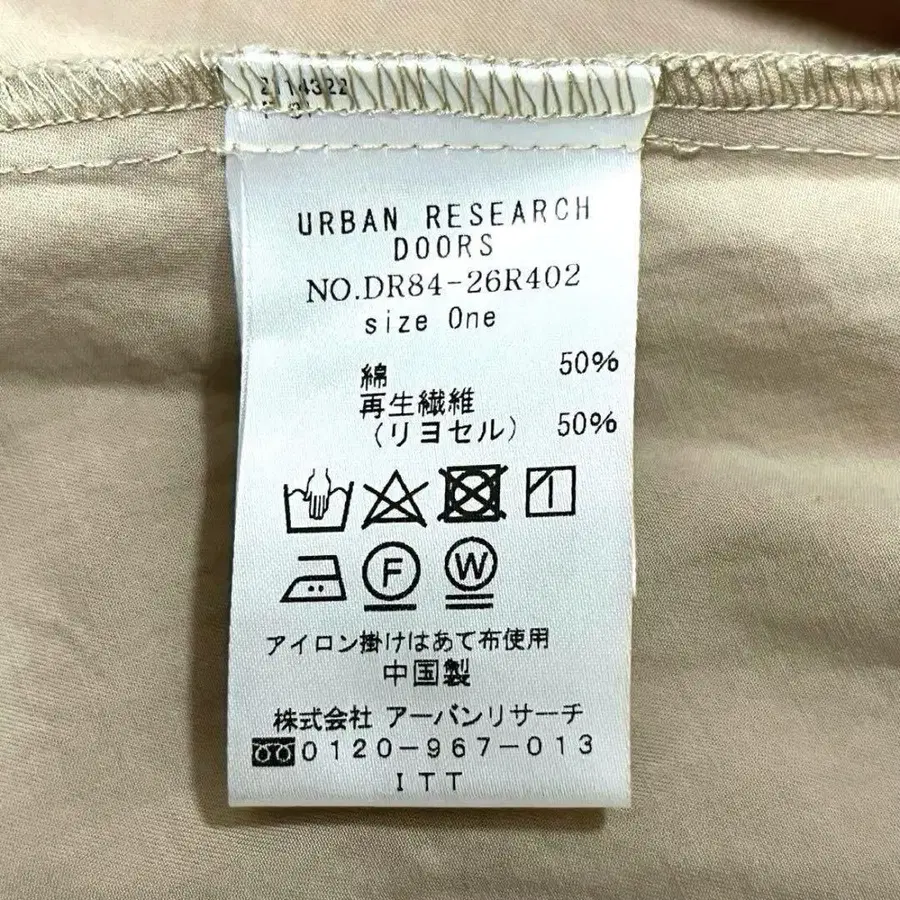 Z114322
URBAN RESEARCH
DOORS
NO.DR84-26R402
size One
綿 50%
再生繊維
（リヨセル） 50%
F W
アイロン掛けはあて布使用
中国製
株式会社 アーバンリサーチ
0120-967-013
ITT